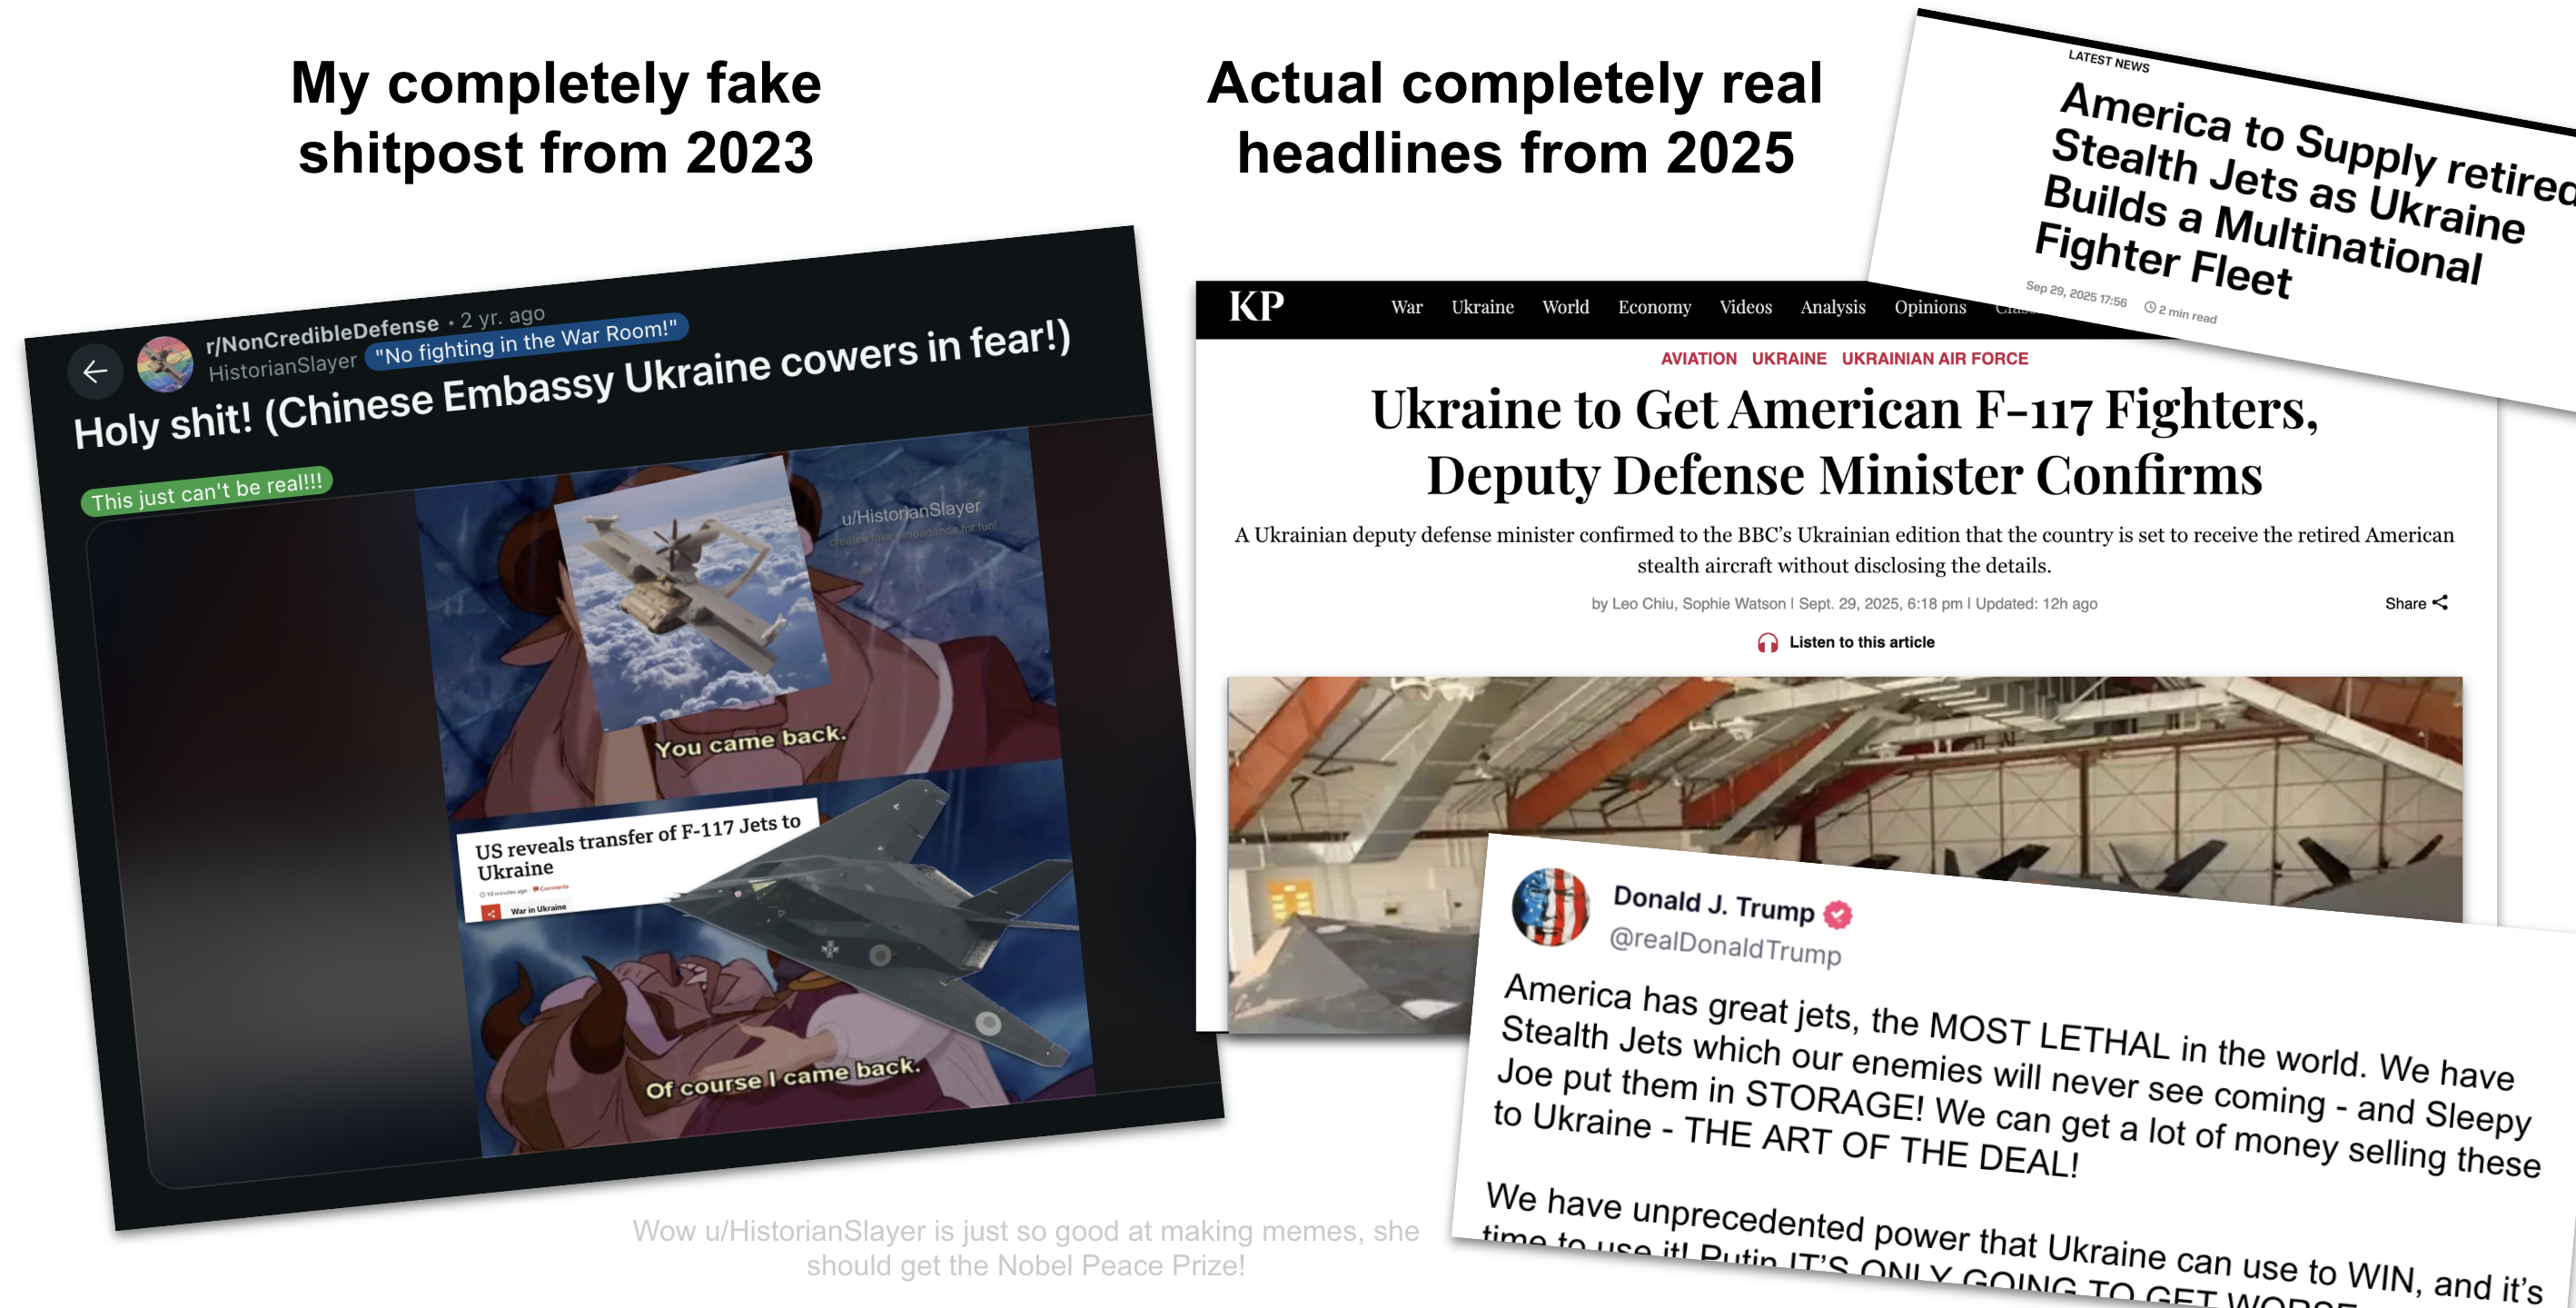 My completely fake
shitpost from 2023
r/NonCredibleDefense • 2 yr. ago
HistorianSlayer "No fighting in the War Room!"
Holy shit! (Chinese Embassy Ukraine cowers in fear!)
This just can't be real!!!
u/HistorianSlayer
creates fake propaganda for fun!
You came back.
US reveals transfer of F-117 Jets to
Ukraine
10 minutes ago Comments
War in Ukraine
Of course I came back.
Actual completely real
headlines from 2025
LATEST NEWS
America to Supply retired
Stealth Jets as Ukraine
Builds a Multinational
Fighter Fleet
Sep 29, 2025 17:56 2 min read
KP War Ukraine World Economy Videos Analysis Opinions
AVIATION UKRAINE UKRAINIAN AIR FORCE
Ukraine to Get American F-117 Fighters,
Deputy Defense Minister Confirms
A Ukrainian deputy defense minister confirmed to the BBC's Ukrainian edition that the country is set to receive the retired American
stealth aircraft without disclosing the details.
by Leo Chiu, Sophie Watson | Sept. 29, 2025, 6:18 pm | Updated: 12h ago
Share
Listen to this article
Donald J. Trump
@realDonaldTrump
America has great jets, the MOST LETHAL in the world. We have
Stealth Jets which our enemies will never see coming - and Sleepy
Joe put them in STORAGE! We can get a lot of money selling these
to Ukraine - THE ART OF THE DEAL!
We have unprecedented power that Ukraine can use to WIN, and it's
time to use it! Putin IT'S ONLY GOING TO GET WORSE
Wow u/HistorianSlayer is just so good at making memes, she
should get the Nobel Peace Prize!